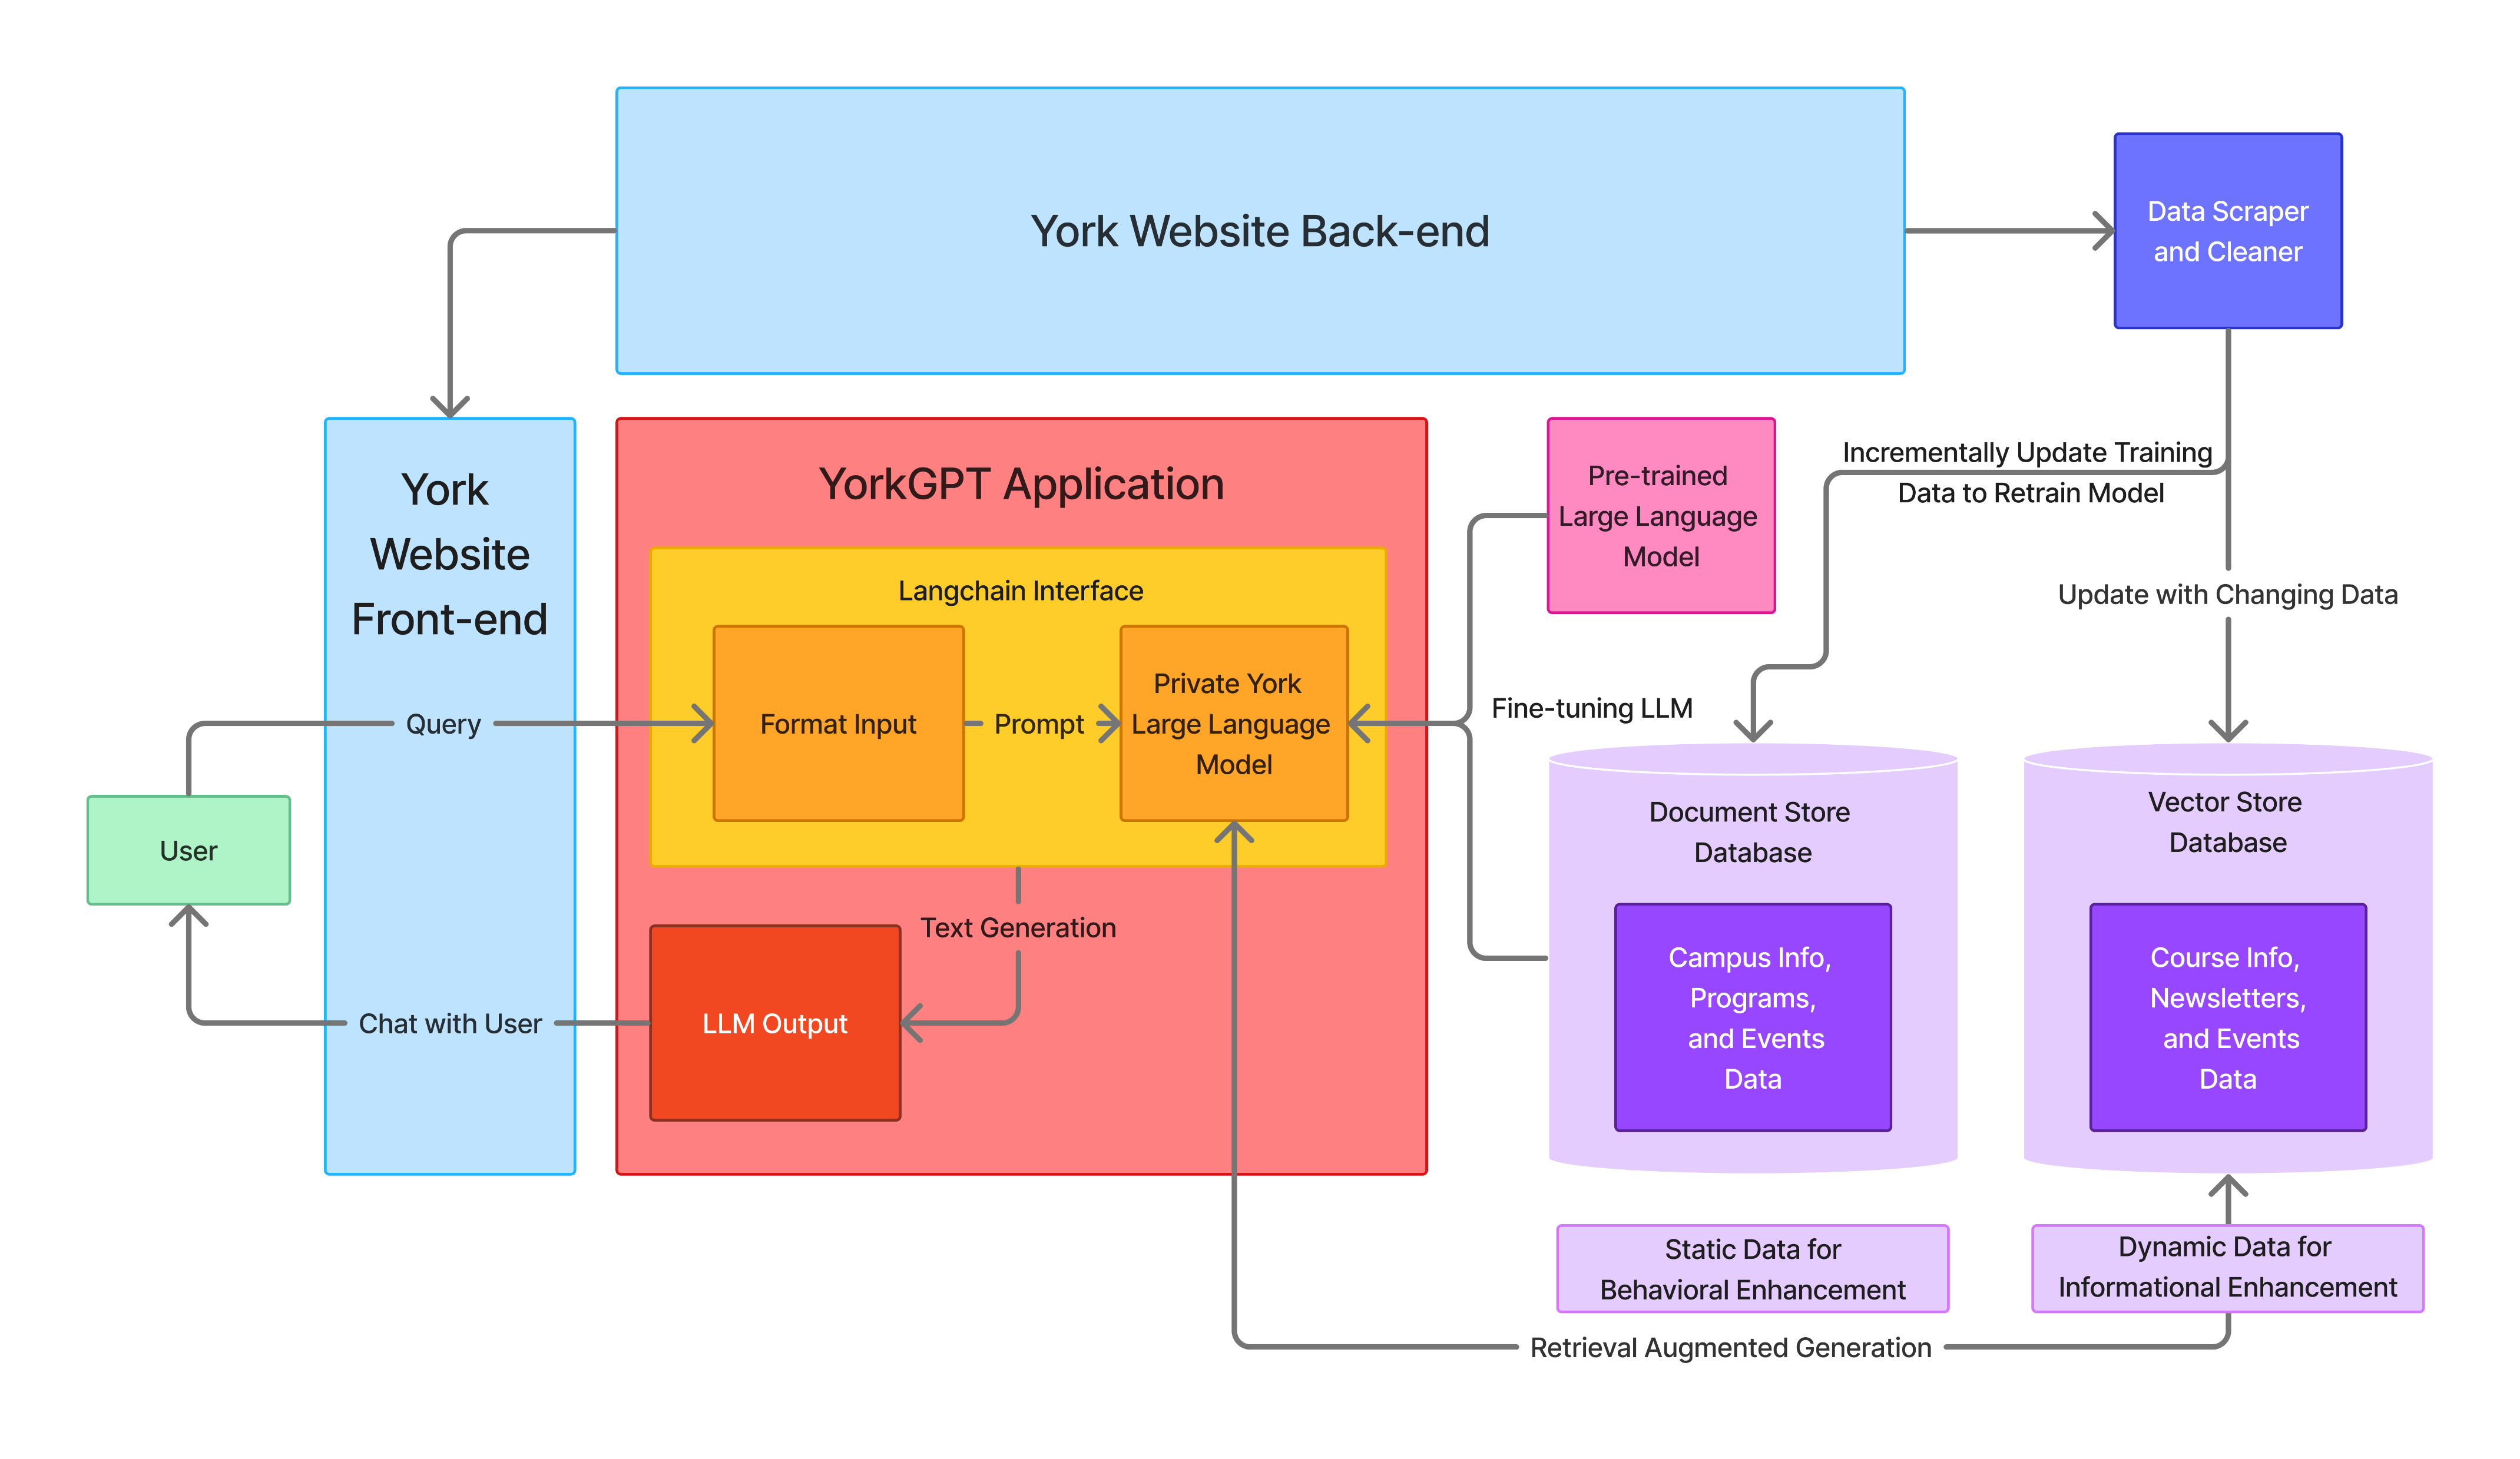 York Website Back-end
Data Scraper
and Cleaner
York
Website
Front-end
YorkGPT Application
Langchain Interface
Format Input
Prompt
Private York
Large Language
Model
Pre-trained
Large Language
Model
Incrementally Update Training
Data to Retrain Model
Update with Changing Data
Query
Fine-tuning LLM
User
Text Generation
LLM Output
Chat with User
Document Store
Database
Campus Info,
Programs,
and Events
Data
Vector Store
Database
Course Info,
Newsletters,
and Events
Data
Static Data for
Behavioral Enhancement
Dynamic Data for
Informational Enhancement
Retrieval Augmented Generation